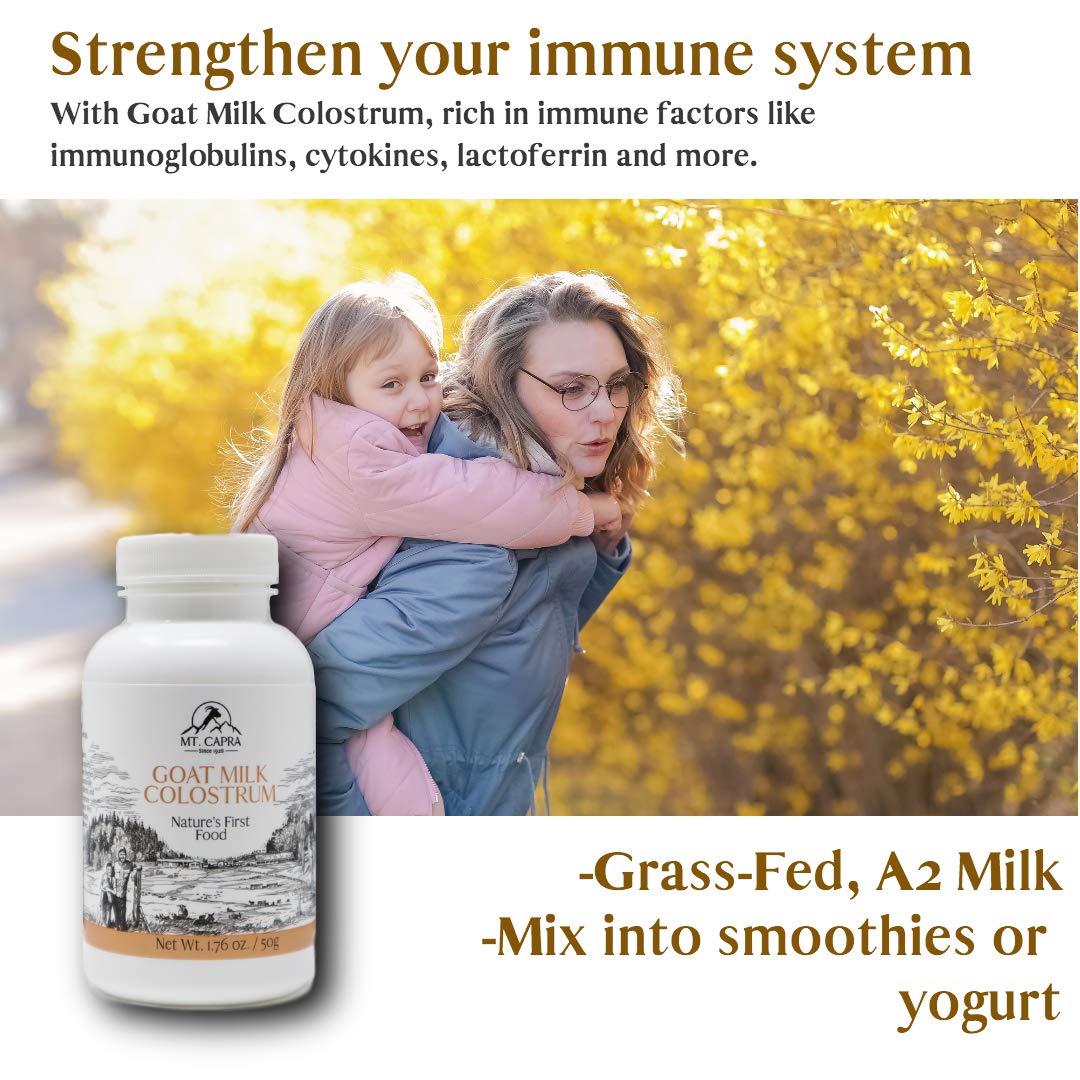 Strengthen your immune system
With Goat Milk Colostrum, rich in immune factors like
immunoglobulins, cytokines, lactoferrin and more.
MT. CAPRA
Since 1928
GOAT MILK
COLOSTRUM
Nature's First
Food
Net Wt. 1.76 oz. / 50g
-Grass-Fed, A2 Milk
-Mix into smoothies or
yogurt